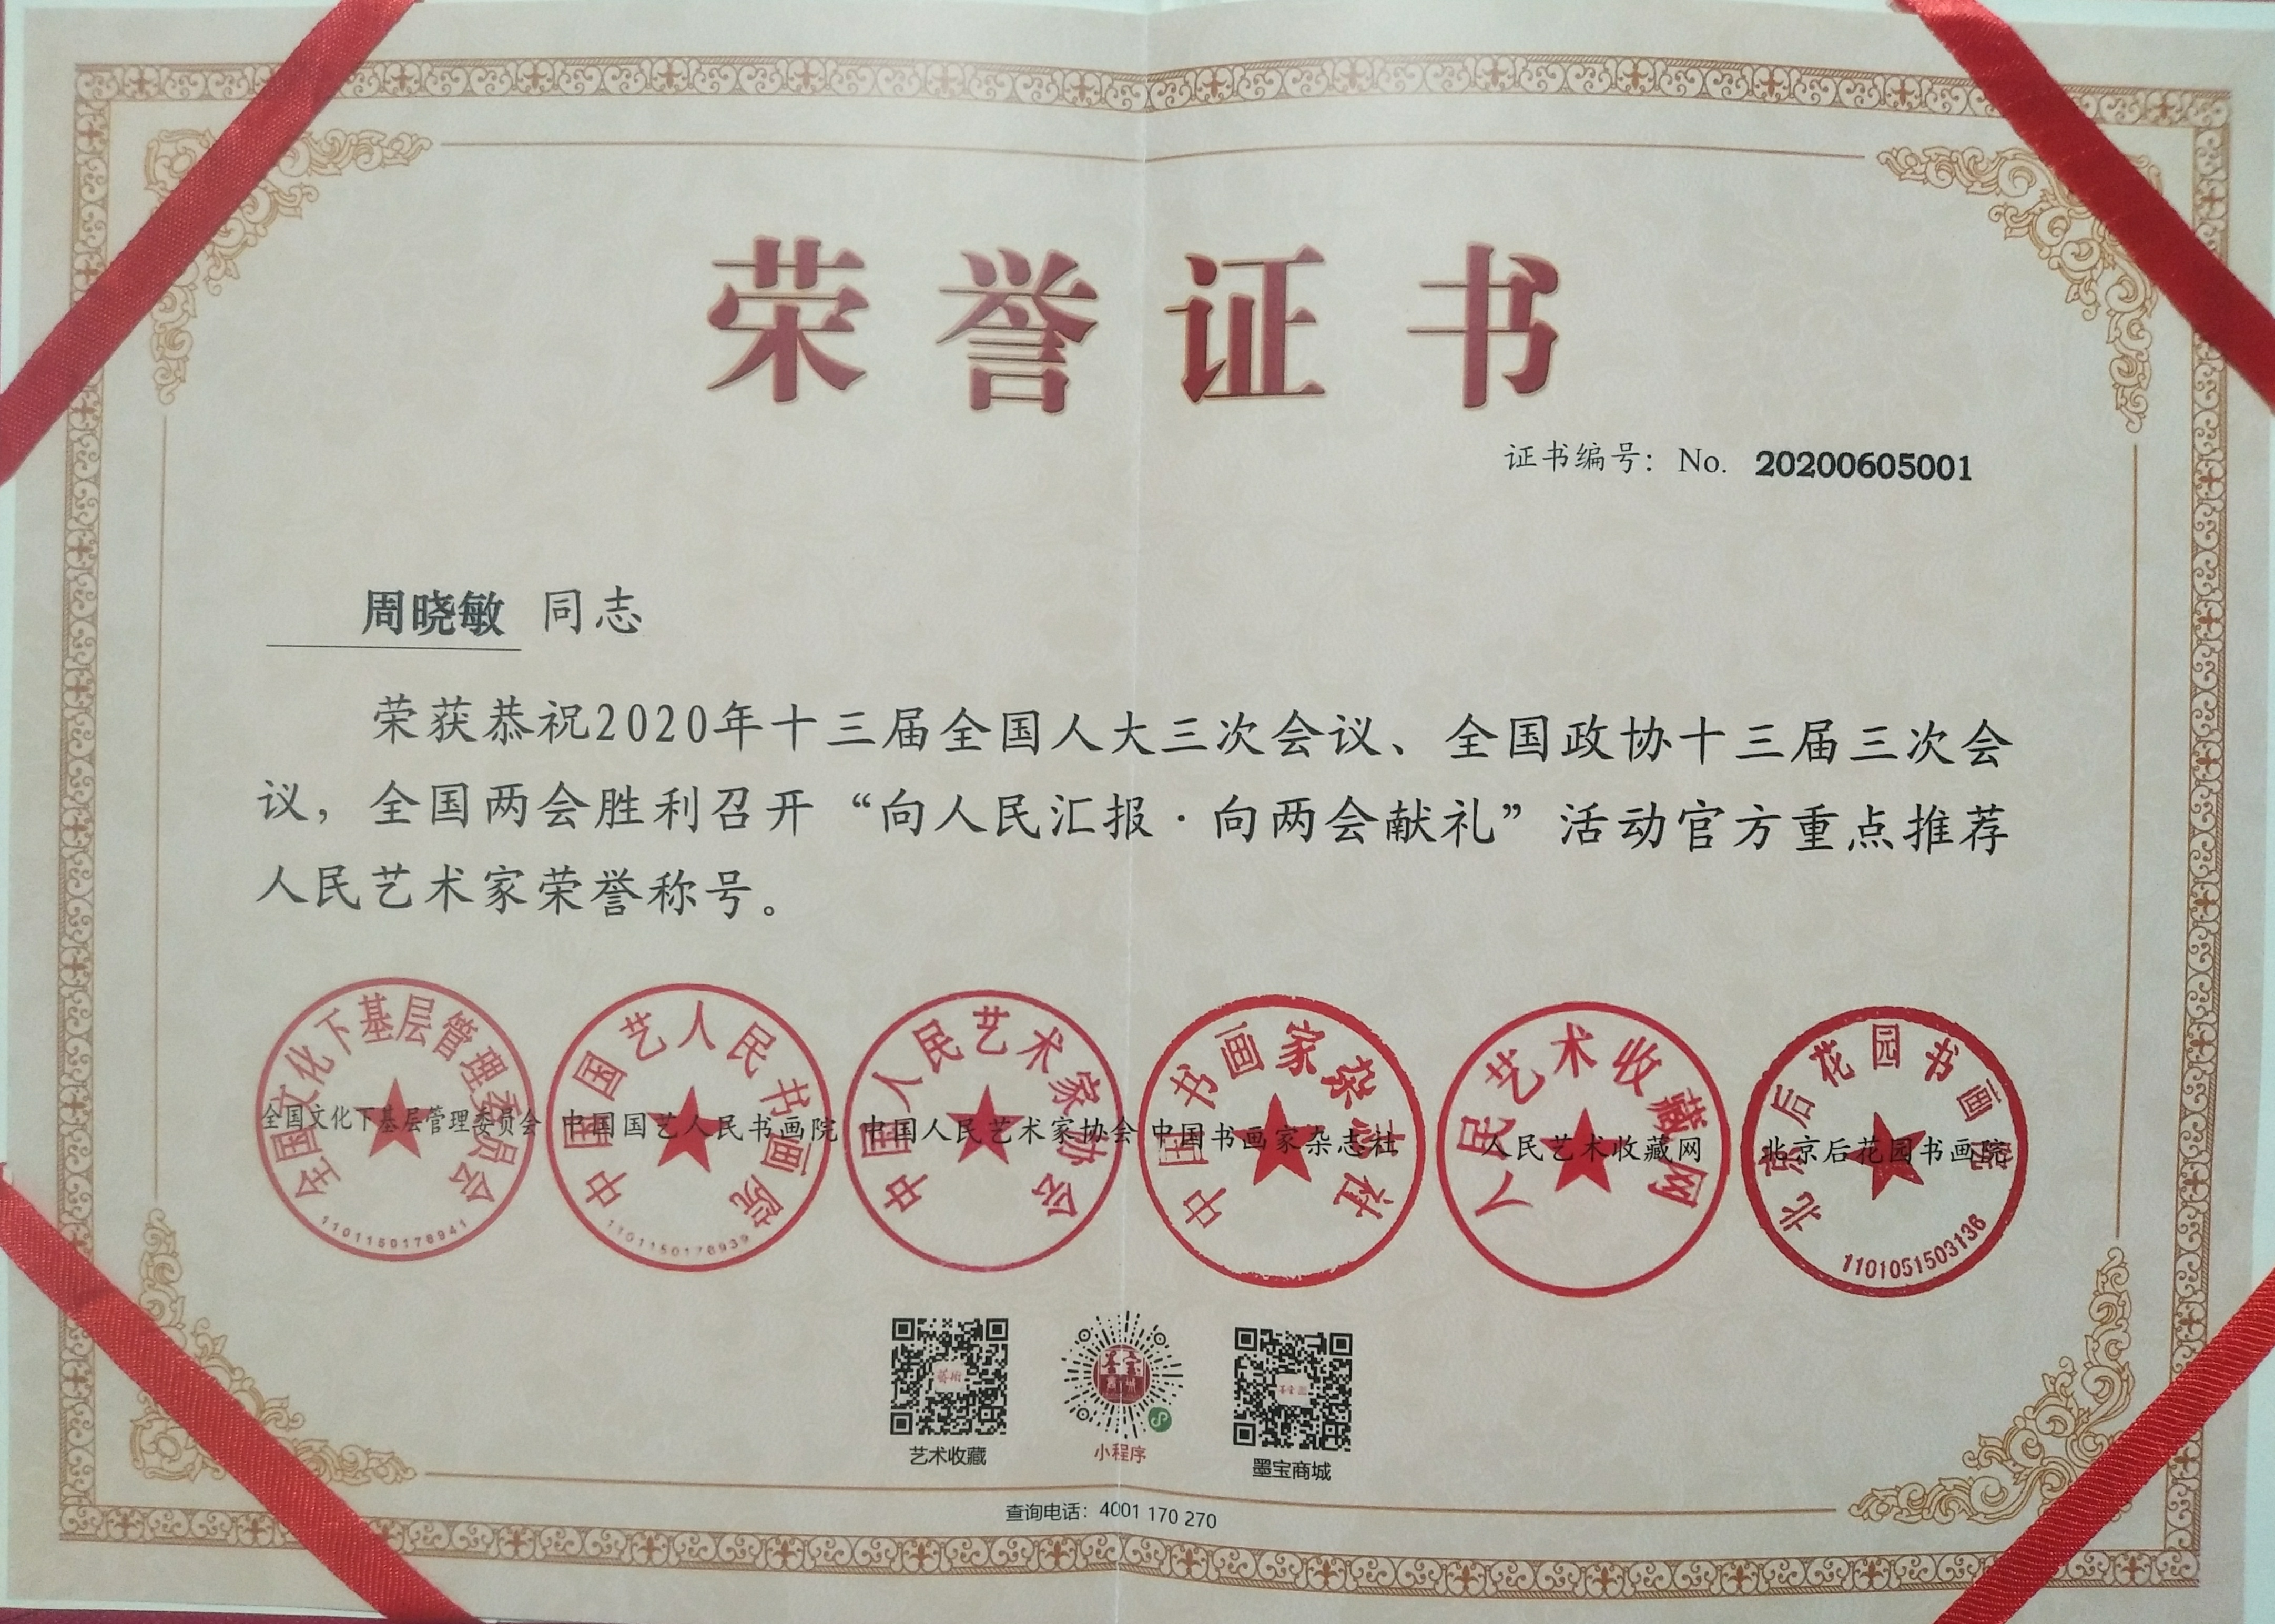 荣誉证书
证书编号：No. 20200605001
周晓敏 同志
荣获恭祝2020年十三届全国人大三次会议、全国政协十三届三次会
议，全国两会胜利召开“向人民汇报·向两会献礼”活动官方重点推荐
人民艺术家荣誉称号。
全国文化下基层管理委员会
全国文化下基层管理委员会
1101150176941
中国国艺人民书画院
中国国艺人民书画院
1101150176939
中国人民艺术家协会
中国人民艺术家协会
中国书画家杂志社
中国书画家杂志社
人民艺术收藏网
人民艺术收藏网
北京后花园书画院
北京后花园书画院
1101051503136
艺术收藏
小程序
墨宝商城
查询电话：4001 170 270